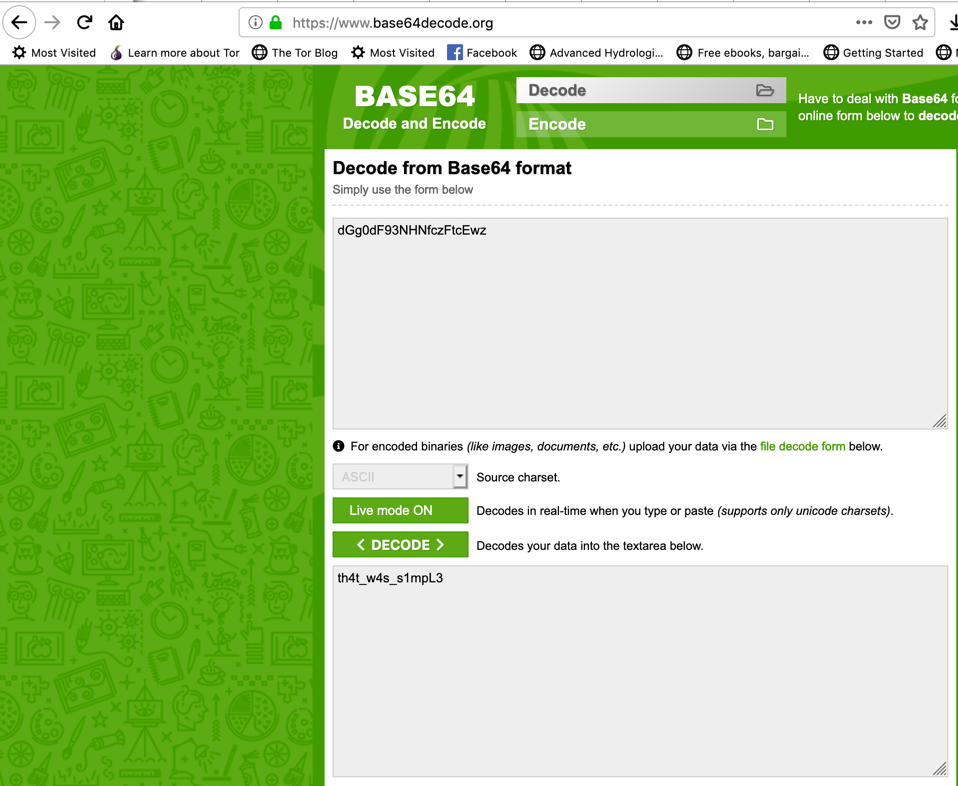 https://www.base64decode.org
Most Visited Learn more about Tor The Tor Blog Most Visited Facebook Advanced Hydrologi... Free ebooks, bargai... Getting Started
BASE64
Decode and Encode
Decode
Encode
Have to deal with Base64 fo
online form below to decod
Decode from Base64 format
Simply use the form below
dGg0dF93NHNfczFtcEwz
For encoded binaries (like images, documents, etc.) upload your data via the file decode form below.
ASCII Source charset.
Live mode ON Decodes in real-time when you type or paste (supports only unicode charsets).
< DECODE > Decodes your data into the textarea below.
th4t_w4s_s1mpL3